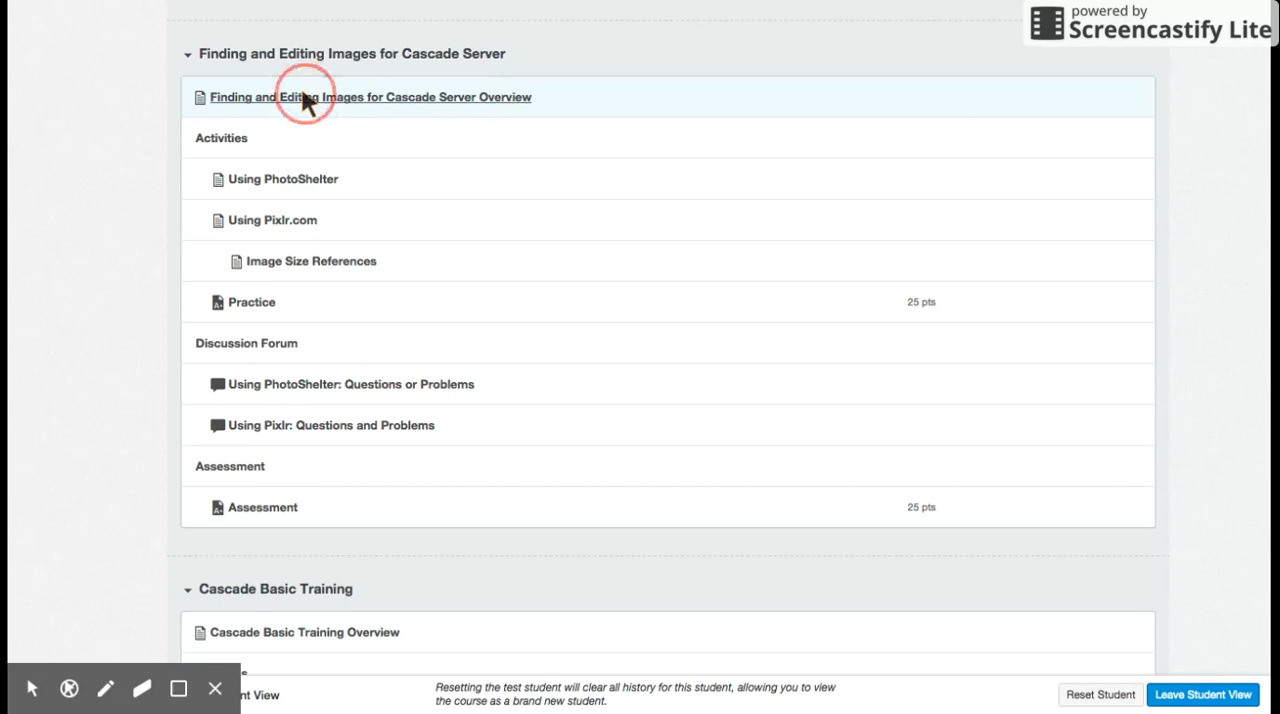 powered by
Screencastify Lite
Finding and Editing Images for Cascade Server
Finding and Editing Images for Cascade Server Overview
Activities
Using PhotoShelter
Using Pixlr.com
Image Size References
Practice 25 pts
Discussion Forum
Using PhotoShelter: Questions or Problems
Using Pixlr: Questions and Problems
Assessment
Assessment 25 pts
Cascade Basic Training
Cascade Basic Training Overview
nt View
Resetting the test student will clear all history for this student, allowing you to view
the course as a brand new student.
Reset Student
Leave Student View